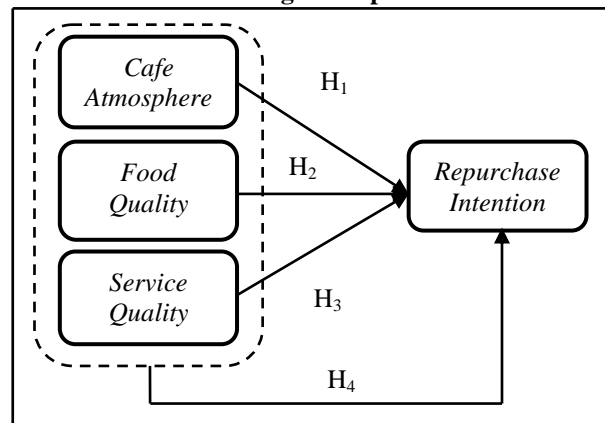 Cafe
Atmosphere
H1
Food
Quality
H2
Repurchase
Intention
Service
Quality
H3
H4